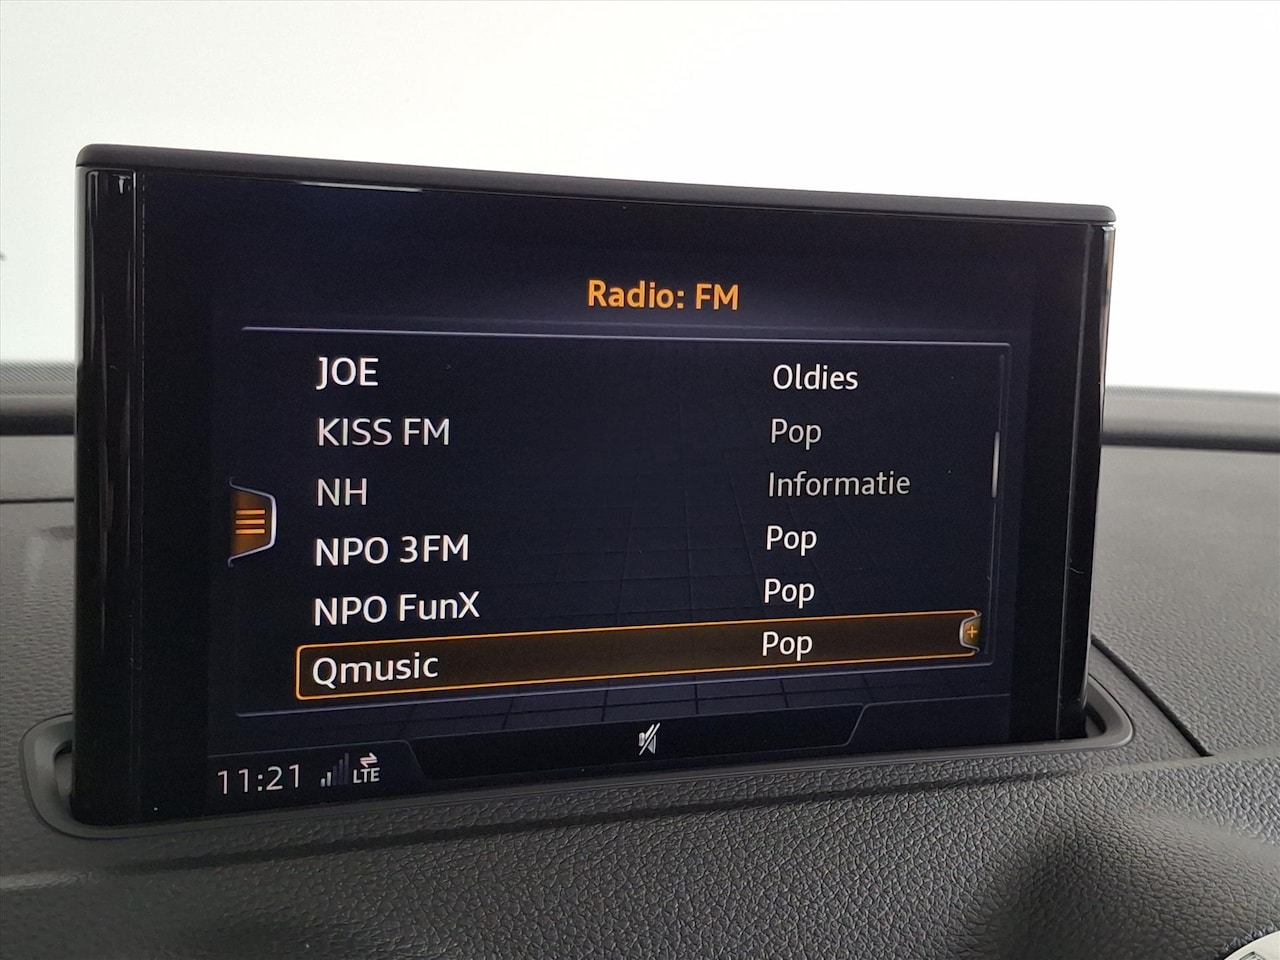 Radio: FM
JOE Oldies
KISS FM Pop
NH Informatie
NPO 3FM Pop
NPO FunX Pop
Qmusic Pop
11:21 LTE